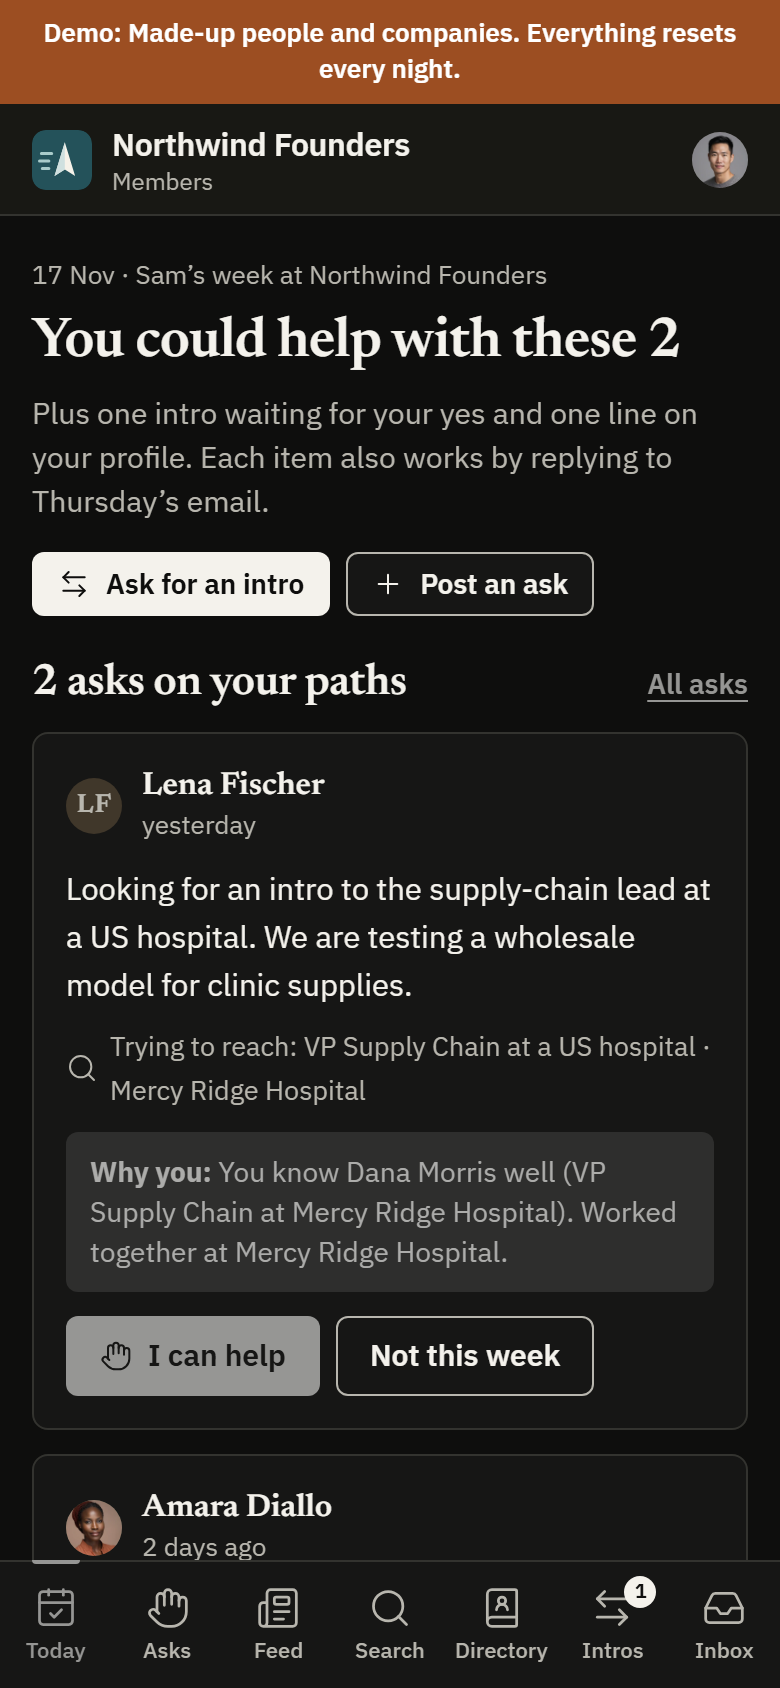 Demo: Made-up people and companies. Everything resets
every night.
Northwind Founders
Members
17 Nov · Sam’s week at Northwind Founders
You could help with these 2
Plus one intro waiting for your yes and one line on
your profile. Each item also works by replying to
Thursday’s email.
Ask for an intro
Post an ask
2 asks on your paths
All asks
LF
Lena Fischer
yesterday
Looking for an intro to the supply-chain lead at
a US hospital. We are testing a wholesale
model for clinic supplies.
Trying to reach: VP Supply Chain at a US hospital ·
Mercy Ridge Hospital
Why you: You know Dana Morris well (VP
Supply Chain at Mercy Ridge Hospital). Worked
together at Mercy Ridge Hospital.
I can help
Not this week
Amara Diallo
2 days ago
1
Today
Asks
Feed
Search
Directory
Intros
Inbox